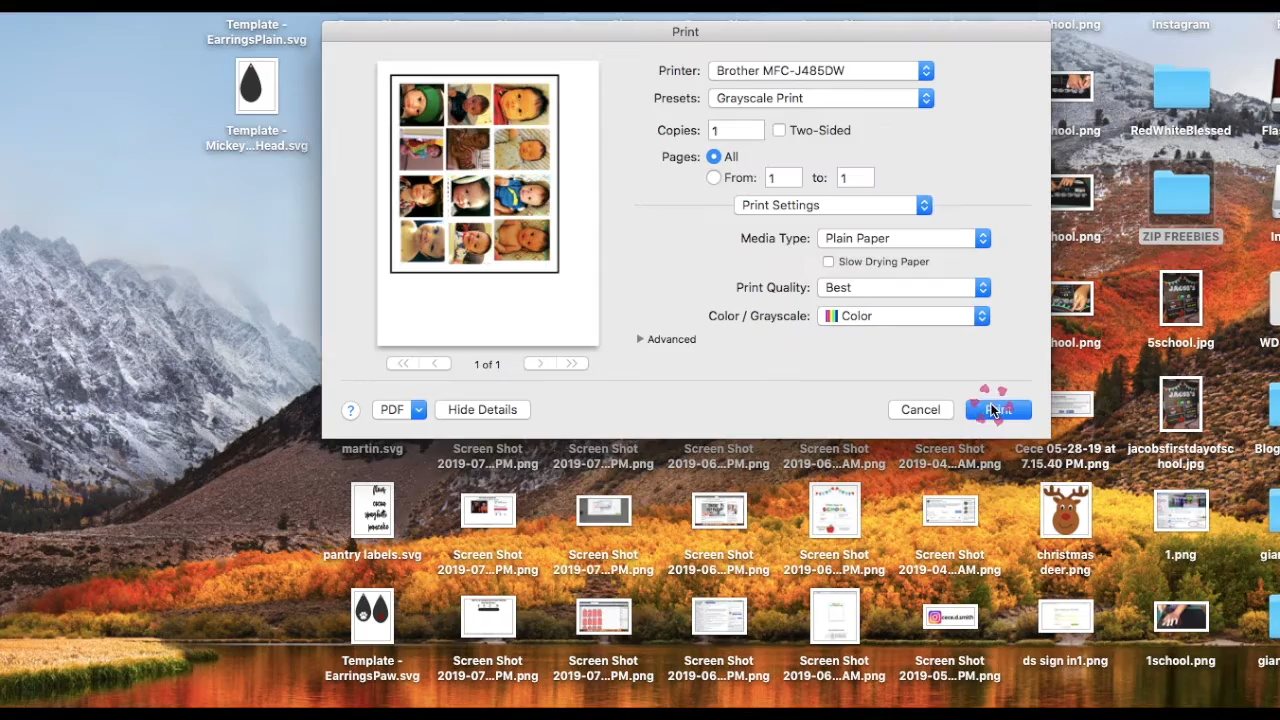 Template -
EarringsPlain.svg
Template -
Mickey...Head.svg
Print
Printer: Brother MFC-J485DW
Presets: Grayscale Print
Copies: 1 Two-Sided
Pages: All
From: 1 to: 1
Print Settings
Media Type: Plain Paper
Slow Drying Paper
Print Quality: Best
Color / Grayscale: Color
Advanced
1 of 1
? PDF Hide Details Cancel
hool.png
Instagram
hool.png
RedWhiteBlessed
hool.png
ZIP FREEBIES
hool.png
5school.jpg
martin.svg
Screen Shot
2019-07...PM.png
Screen Shot
2019-07...PM.png
Screen Shot
2019-06...PM.png
Screen Shot
2019-06...AM.png
Screen Shot
2019-04...AM.png
Cece 05-28-19 at
7.15.40 PM.png
jacobsfirstdayofsc
hool.jpg
pantry labels.svg
Screen Shot
2019-07...PM.png
Screen Shot
2019-07...PM.png
Screen Shot
2019-06...PM.png
Screen Shot
2019-06...PM.png
Screen Shot
2019-04...AM.png
christmas
deer.png
1.png
Template -
EarringsPaw.svg
Screen Shot
2019-07...PM.png
Screen Shot
2019-07...PM.png
Screen Shot
2019-06...PM.png
Screen Shot
2019-06...AM.png
Screen Shot
2019-05...PM.png
ds sign in1.png
1school.png